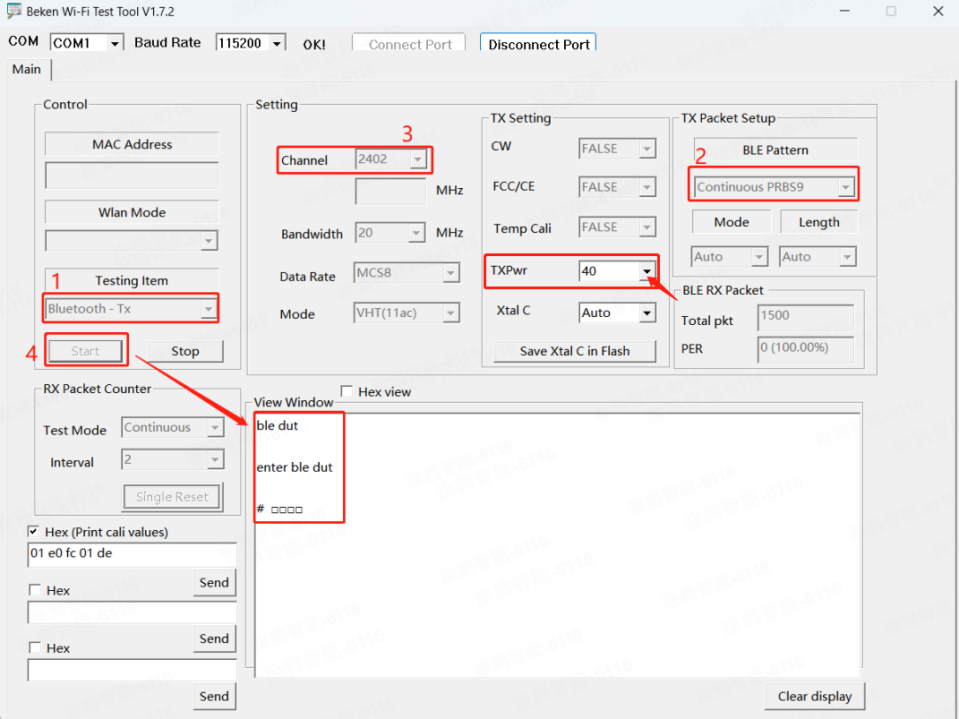 Beken Wi-Fi Test Tool V1.7.2
COM COM1 Baud Rate 115200 OK! Connect Port Disconnect Port
Main
Control
MAC Address
Wlan Mode
Testing Item
1
Bluetooth - Tx
4 Start Stop
Setting
3
Channel 2402
MHz
Bandwidth 20 MHz
Data Rate MCS8
Mode VHT(11ac)
TX Setting
CW FALSE
FCC/CE FALSE
Temp Cali FALSE
TXPwr 40
Xtal C Auto
Save Xtal C in Flash
TX Packet Setup
BLE Pattern
2
Continuous PRBS9
Mode Length
Auto Auto
BLE RX Packet
Total pkt 1500
PER 0 (100.00%)
RX Packet Counter
Test Mode Continuous
Interval 2
Single Reset
Hex (Print cali values)
01 e0 fc 01 de
Send
Hex
Send
Hex
Send
Hex view
View Window
ble dut
enter ble dut
# □□□□
Clear display